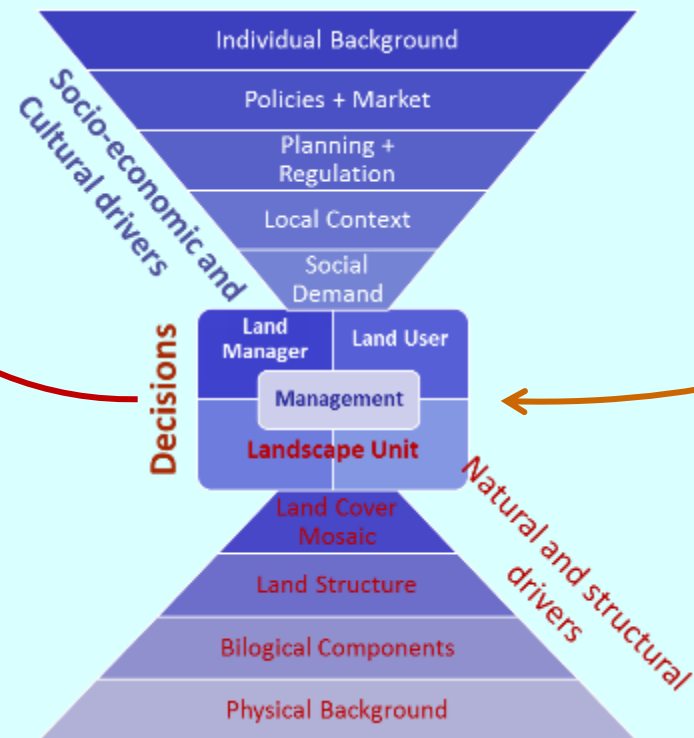 Individual Background
Policies + Market
Planning +
Regulation
Local Context
Social
Demand
Socio-economic and
Cultural drivers
Land
Manager
Land User
Management
Landscape Unit
Decisions
Land Cover
Mosaic
Land Structure
Bilogical Components
Physical Background
Natural and structural
drivers